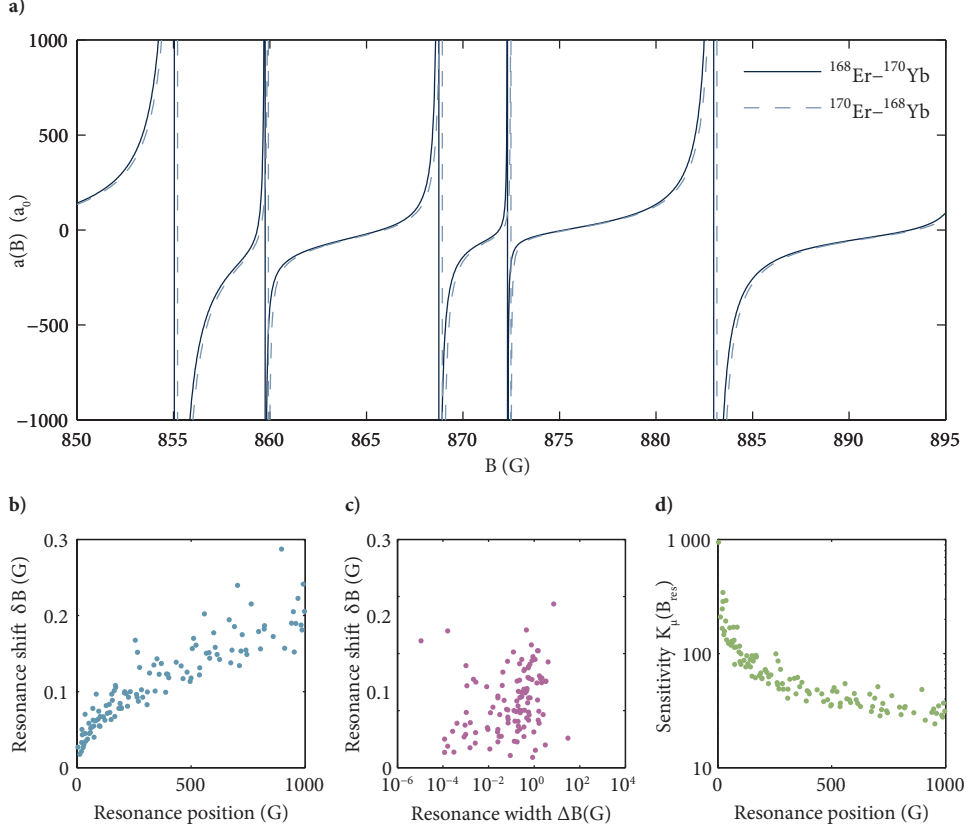 a)
1000
500
0
−500
−1000
a(B) (a0)
168Er–170Yb
170Er–168Yb
850 855 860 865 870 875 880 885 890 895
B (G)
b)
0.3
0.2
0.1
0
Resonance shift δB (G)
0 500 1000
Resonance position (G)
c)
0.3
0.2
0.1
0
Resonance shift δB (G)
10−6 10−4 10−2 100 102 104
Resonance width ΔB(G)
d)
1 000
100
10
Sensitivity Kμ(Bres)
0 500 1000
Resonance position (G)